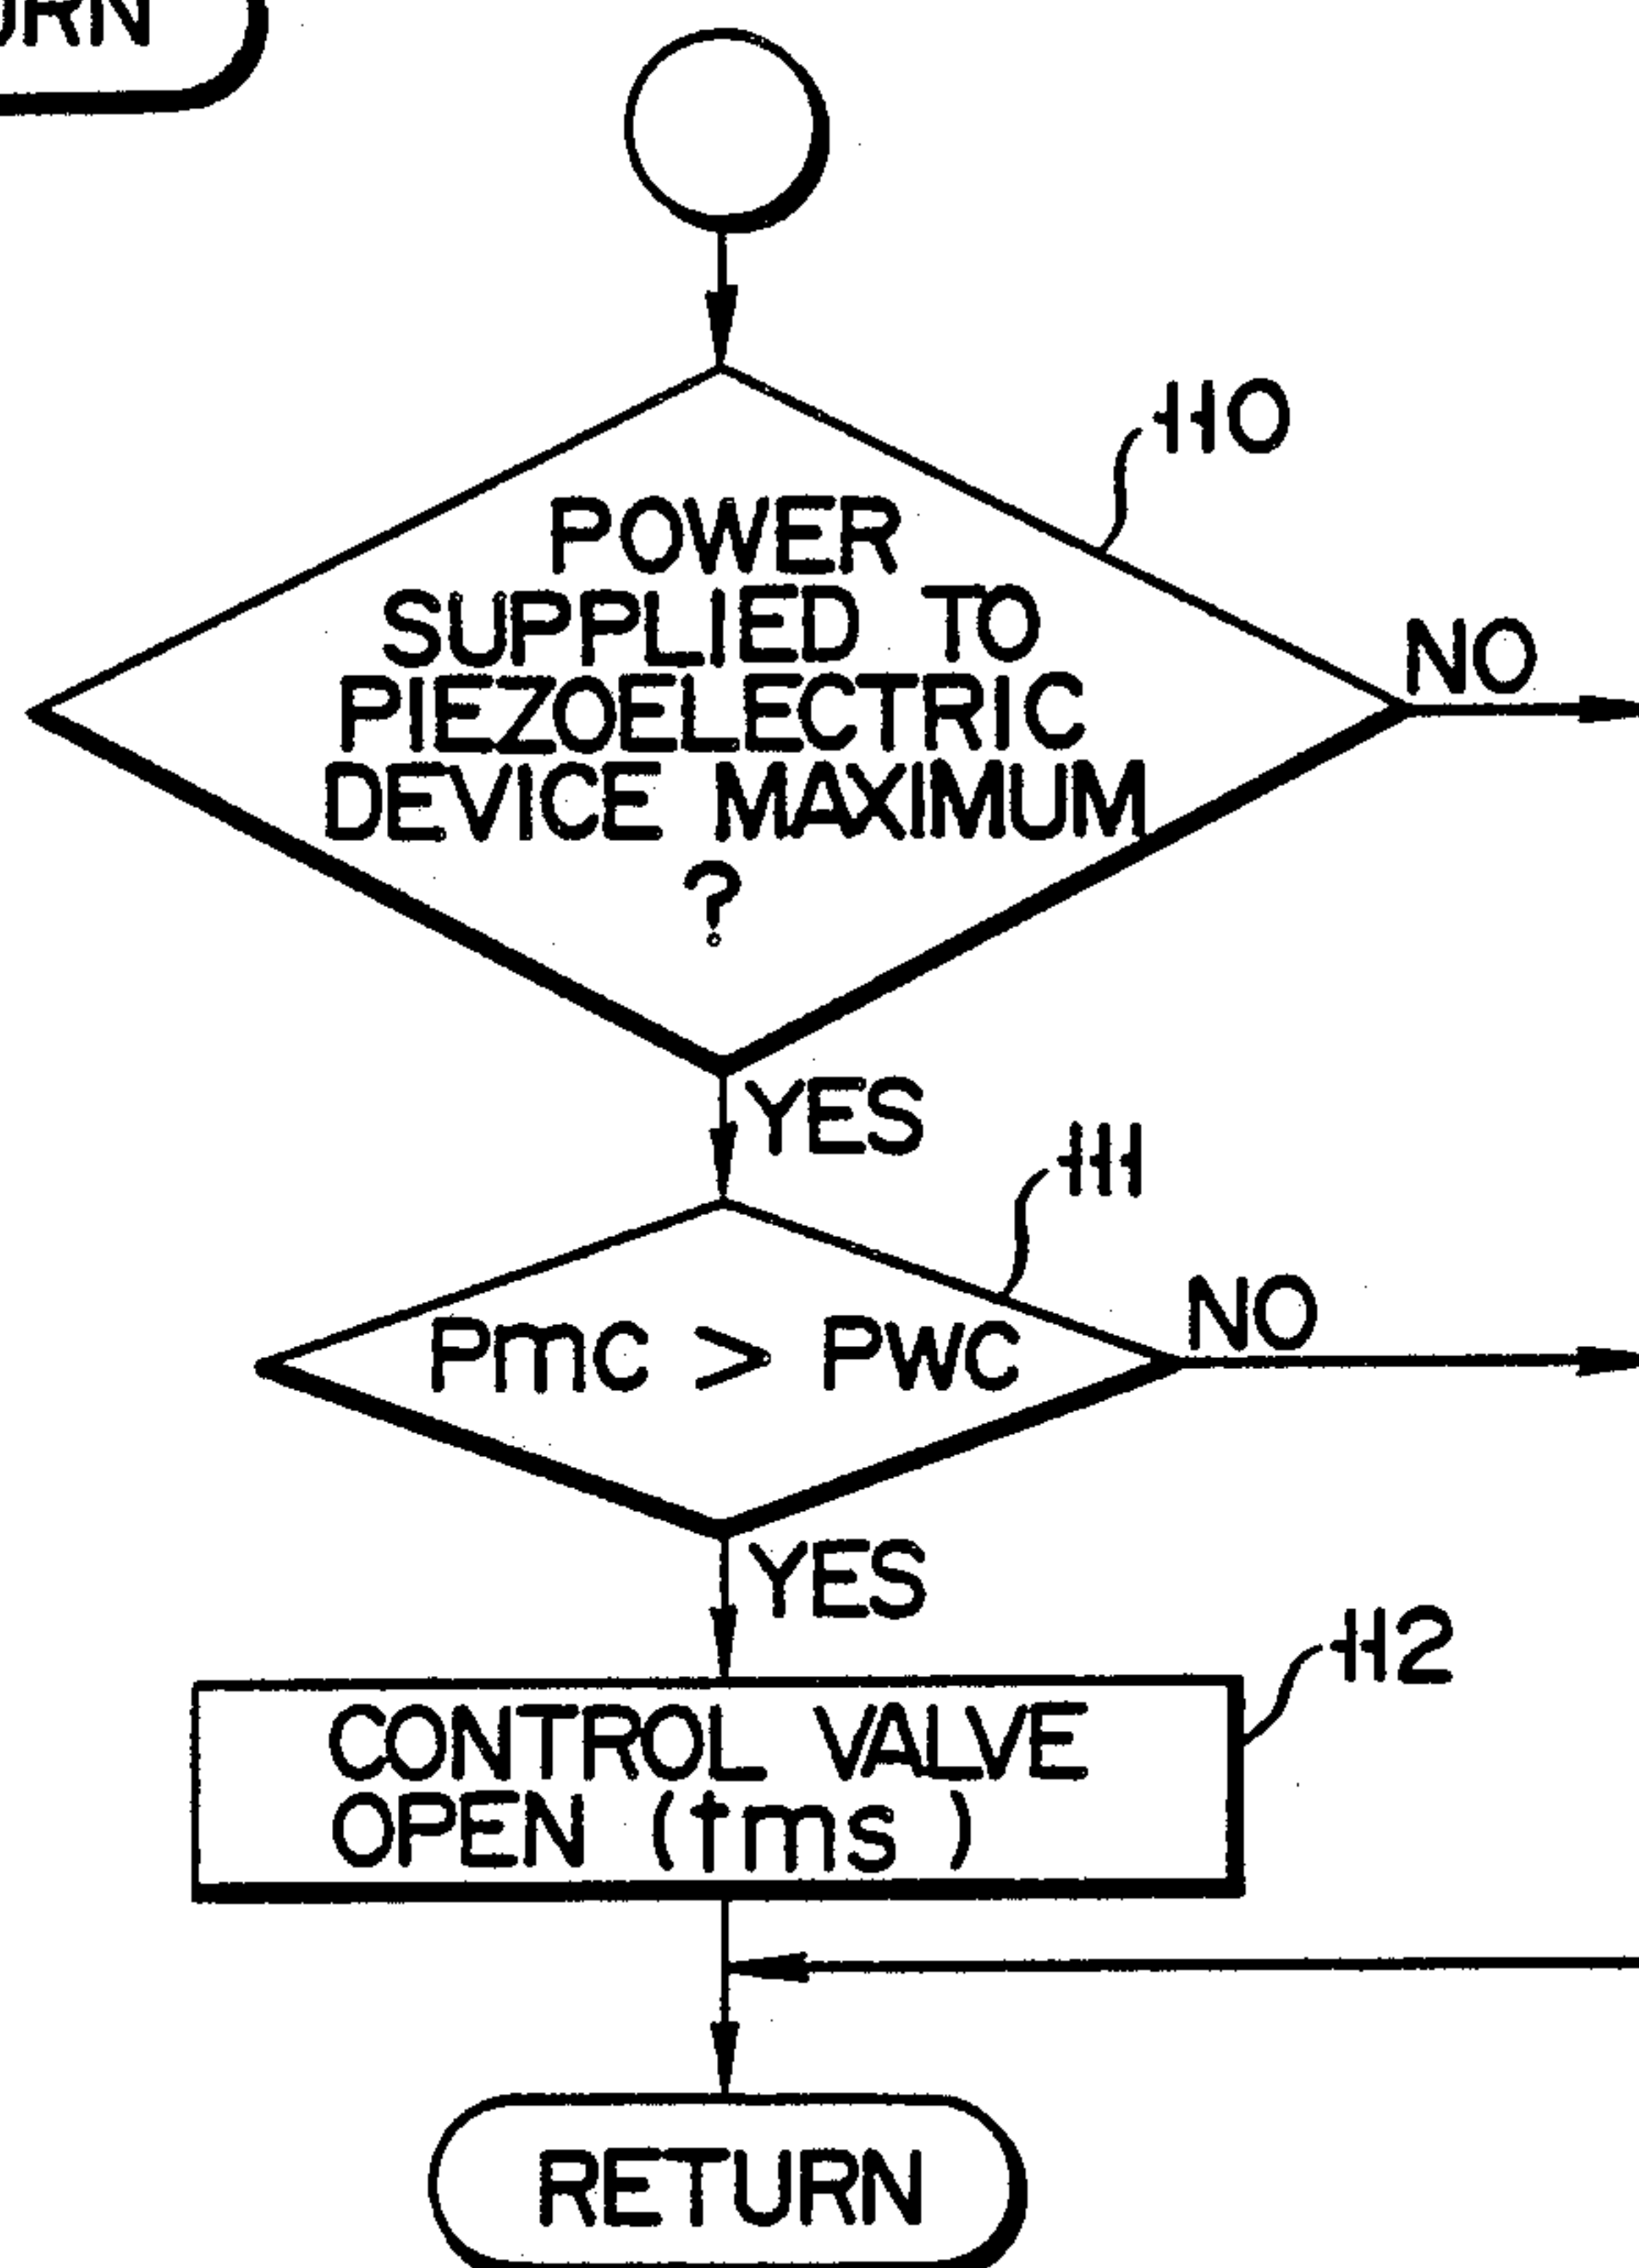 URN
110
POWER
SUPPLIED TO
PIEZOELECTRIC
DEVICE MAXIMUM
?
NO
YES
111
Pmc > PWC
NO
YES
112
CONTROL VALVE
OPEN (tms)
RETURN